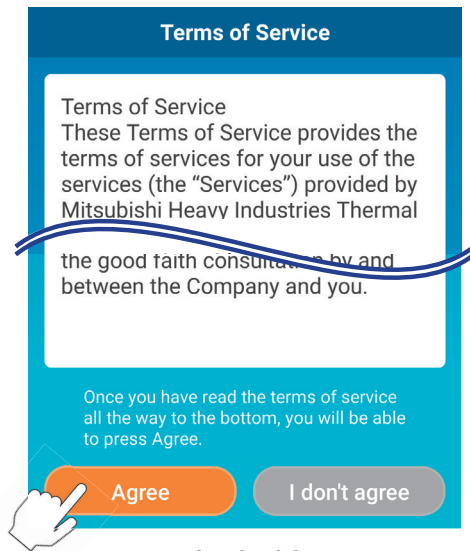 Terms of Service
Terms of Service
These Terms of Service provides the
terms of services for your use of the
services (the “Services”) provided by
Mitsubishi Heavy Industries Thermal
the good faith consultation by and
between the Company and you.
Once you have read the terms of service
all the way to the bottom, you will be able
to press Agree.
Agree
I don't agree